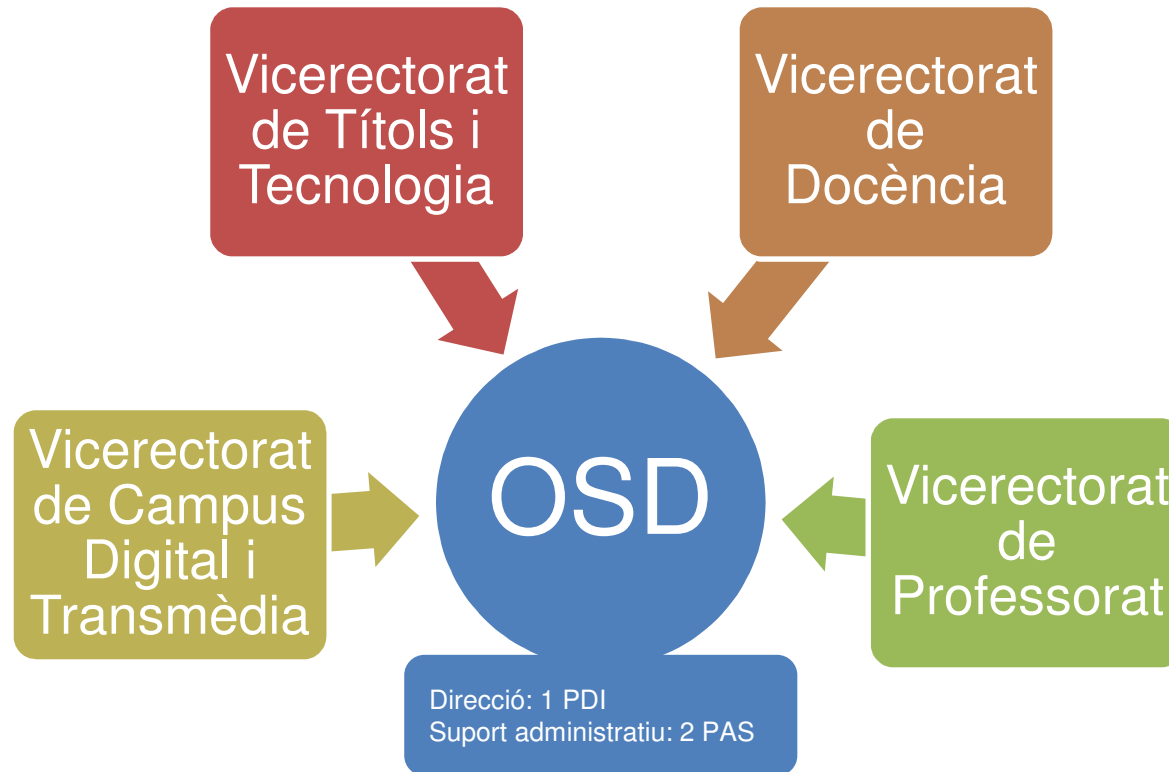 Vicerectorat
de Títols i
Tecnologia
Vicerectorat
de
Docència
Vicerectorat
de Campus
Digital i
Transmèdia
OSD
Vicerectorat
de
Professorat
Direcció: 1 PDI
Suport administratiu: 2 PAS